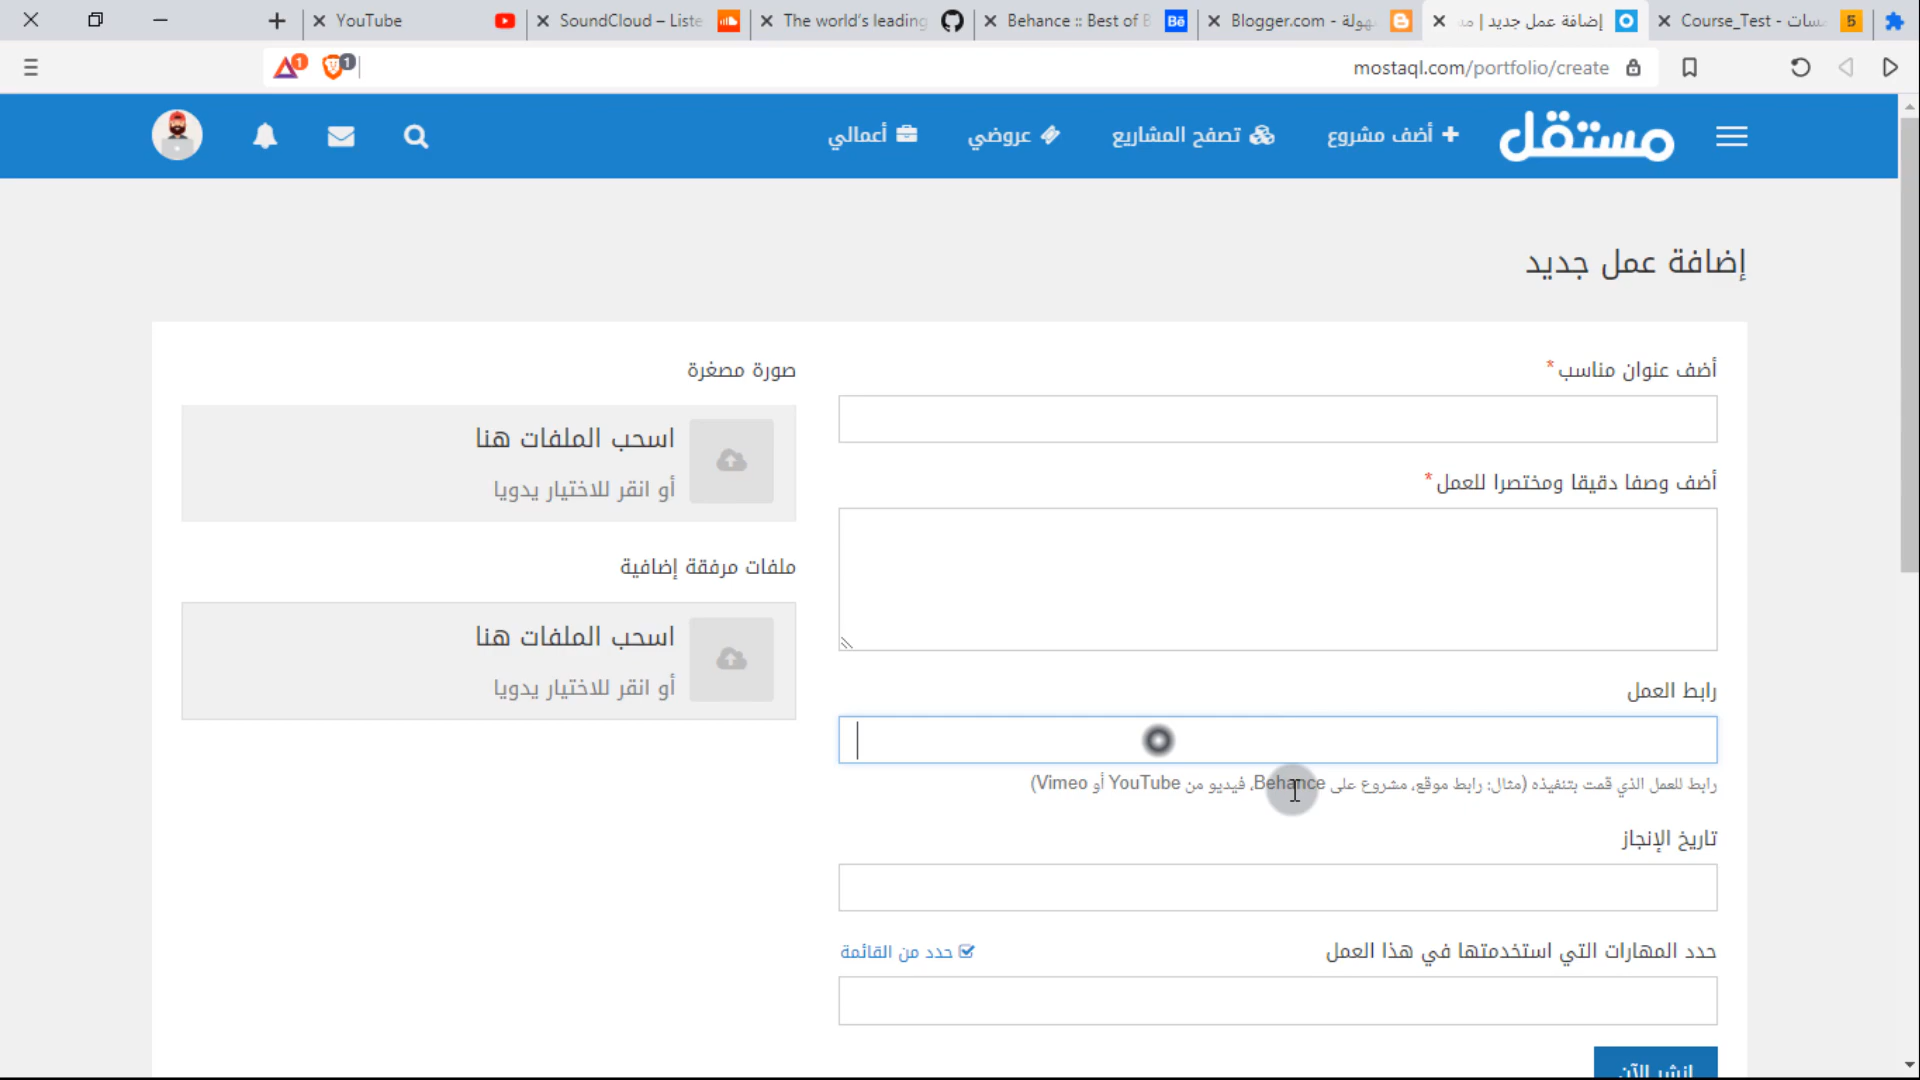 YouTube
SoundCloud – Liste
The world's leading
Behance :: Best of B
Blogger.com -
إضافة عمل جديد | مس
Course_Test -
mostaql.com/portfolio/create
مستقل
أضف مشروع
تصفح المشاريع
عروضي
أعمالي
إضافة عمل جديد
أضف عنوان مناسب*
أضف وصفا دقيقا ومختصرا للعمل*
رابط العمل
رابط للعمل الذي قمت بتنفيذه (مثال: رابط موقع، مشروع على Behance، فيديو من YouTube أو Vimeo)
تاريخ الإنجاز
حدد المهارات التي استخدمتها في هذا العمل
حدد من القائمة
انشر الآن
صورة مصغرة
اسحب الملفات هنا
أو انقر للاختيار يدويا
ملفات مرفقة إضافية
اسحب الملفات هنا
أو انقر للاختيار يدويا